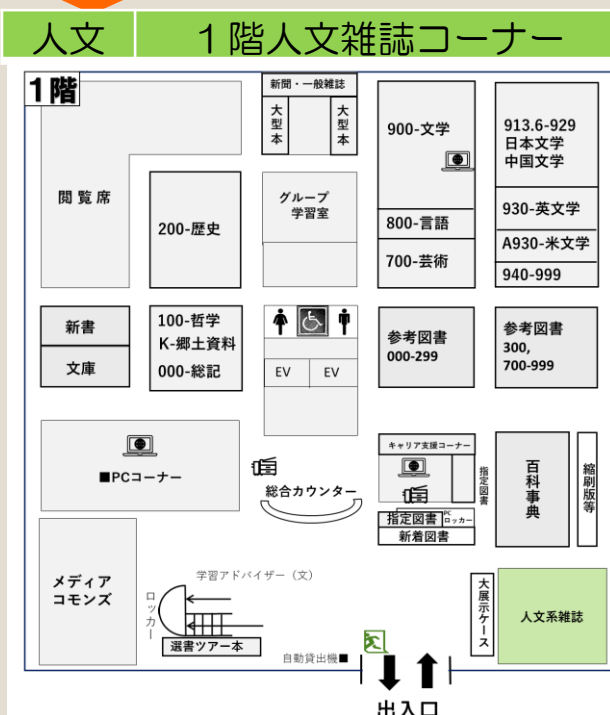 人文
１階人文雑誌コーナー
1階
新聞・一般雑誌
大型本
大型本
閲覧席
200-歴史
グループ
学習室
900-文学
800-言語
700-芸術
913.6-929
日本文学
中国文学
930-英文学
A930-米文学
940-999
新書
文庫
100-哲学
K-郷土資料
000-総記
EV
EV
参考図書
000-299
参考図書
300,
700-999
■PCコーナー
総合カウンター
キャリア支援コーナー
指定図書
指定図書
PC
ロッカー
新着図書
百科事典
縮刷版等
メディア
コモンズ
学習アドバイザー（文）
ロッカー
選書ツアー本
自動貸出機■
大展示ケース
人文系雑誌
出入口